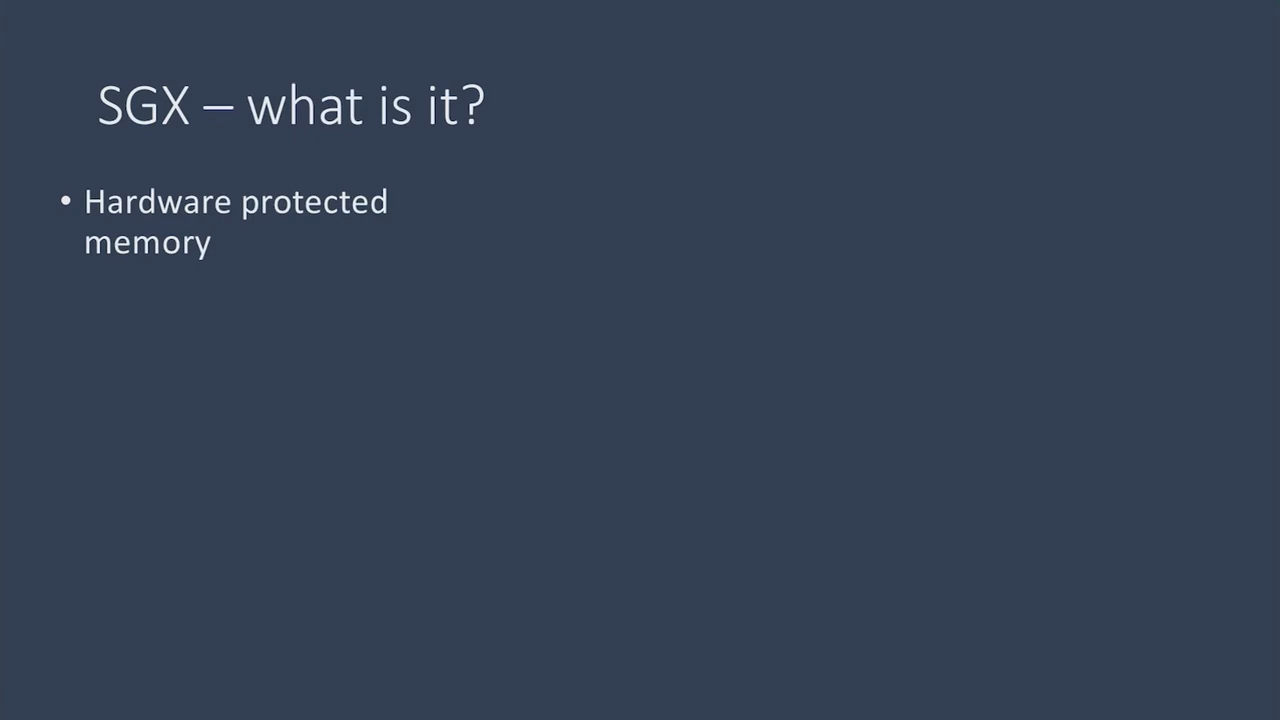 SGX – what is it?
• Hardware protected
memory